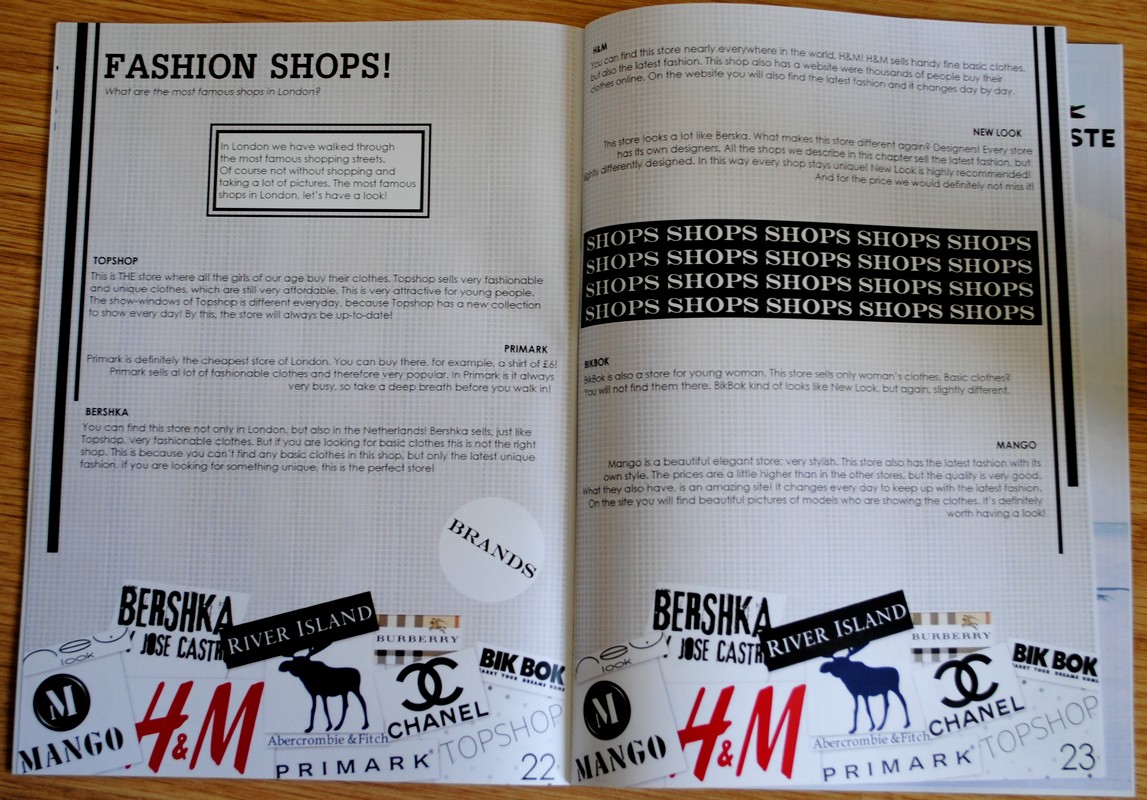 FASHION SHOPS!
What are the most famous shops in London?
In London we have walked through
the most famous shopping streets.
Of course not without shopping and
taking a lot of pictures. The most famous
shops in London, let's have a look!
TOPSHOP
This is THE store where all the girls of our age buy their clothes. Topshop sells very fashionable
and unique clothes, which are still very affordable. This is very attractive for young people.
The show-windows of Topshop is different everyday, because Topshop has a new collection
to show every day! By this, the store will always be up-to-date!
PRIMARK
Primark is definitely the cheapest store of London. You can buy there, for example, a shirt of £6!
Primark sells al lot of fashionable clothes and therefore very popular. In Primark is it always
very busy, so take a deep breath before you walk in!
BERSHKA
You can find this store not only in London, but also in the Netherlands! Bershka sells, just like
Topshop, very fashionable clothes. But if you are looking for basic clothes this is not the right
shop. This is because you can't find any basic clothes in this shop, but only the latest unique
fashion. If you are looking for something unique, this is the perfect store!
BRANDS
BERSHKA
JOSE CASTR
RIVER ISLAND
BURBERRY
new look
M
MANGO
H&M
Abercrombie & Fitch
CHANEL
BIK BOK
CARRY YOUR DREAMS HOME
TOPSHOP
PRIMARK
22
H&M
You can find this store nearly everywhere in the world, H&M! H&M sells handy fine basic clothes,
but also the latest fashion. This shop also has a website were thousands of people buy their
clothes online. On the website you will also find the latest fashion and it changes day by day.
NEW LOOK
This store looks a lot like Berska. What makes this store different again? Designers! Every store
has its own designers. All the shops we describe in this chapter sell the latest fashion, but
slightly differently designed. In this way every shop stays unique! New Look is highly recommended!
And for the price we would definitely not miss it!
SHOPS SHOPS SHOPS SHOPS SHOPS
SHOPS SHOPS SHOPS SHOPS SHOPS
SHOPS SHOPS SHOPS SHOPS SHOPS
SHOPS SHOPS SHOPS SHOPS SHOPS
BIKBOK
BikBok is also a store for young woman. This store sells only woman's clothes. Basic clothes?
You will not find them there. BikBok kind of looks like New Look, but again, slightly different.
MANGO
Mango is a beautiful elegant store; very stylish. This store also has the latest fashion with its
own style. The prices are a little higher than in the other stores, but the quality is very good.
What they also have, is an amazing site! It changes every day to keep up with the latest fashion.
On the site you will find beautiful pictures of models who are showing the clothes. It's definitely
worth having a look!
BERSHKA
JOSE CASTR
RIVER ISLAND
BURBERRY
new look
M
MANGO
H&M
Abercrombie & Fitch
CHANEL
BIK BOK
CARRY YOUR DREAMS HOME
TOPSHOP
PRIMARK
23
STE